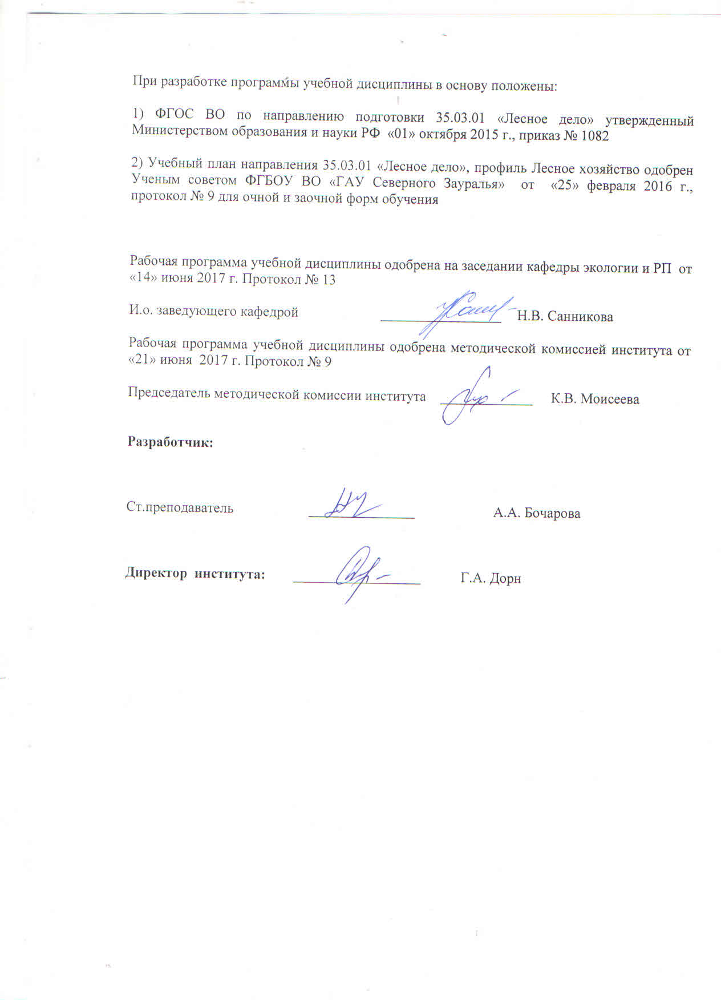 При разработке программы учебной дисциплины в основу положены:
1) ФГОС ВО по направлению подготовки 35.03.01 «Лесное дело» утвержденный
Министерством образования и науки РФ «01» октября 2015 г., приказ № 1082
2) Учебный план направления 35.03.01 «Лесное дело», профиль Лесное хозяйство одобрен
Ученым советом ФГБОУ ВО «ГАУ Северного Зауралья» от «25» февраля 2016 г.,
протокол № 9 для очной и заочной форм обучения
Рабочая программа учебной дисциплины одобрена на заседании кафедры экологии и РП от
«14» июня 2017 г. Протокол № 13
И.о. заведующего кафедрой Н.В. Санникова
Рабочая программа учебной дисциплины одобрена методической комиссией института от
«21» июня 2017 г. Протокол № 9
Председатель методической комиссии института К.В. Моисеева
Разработчик:
Ст.преподаватель А.А. Бочарова
Директор института: Г.А. Дорн